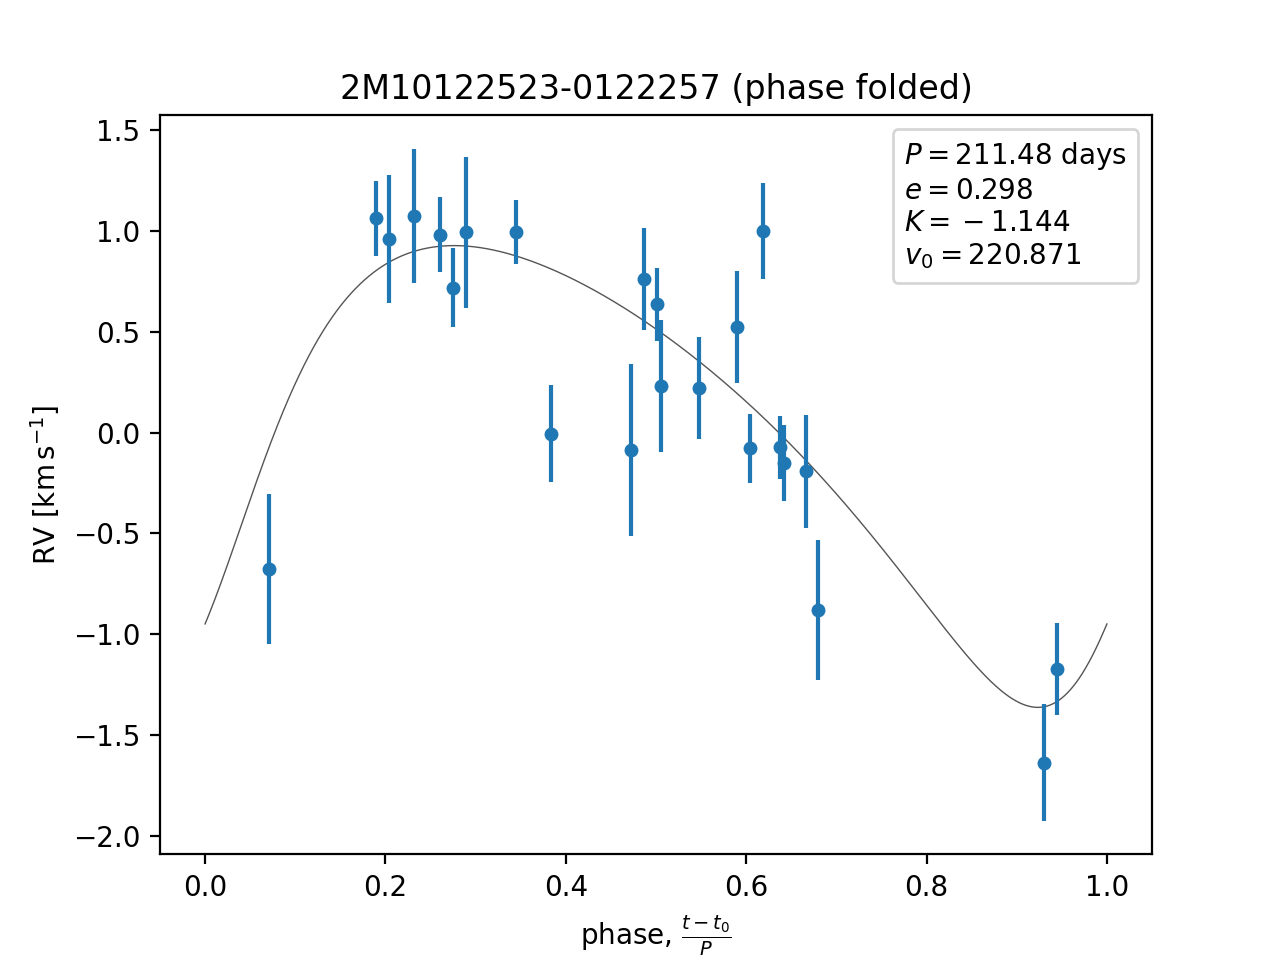 2M10122523-0122257 (phase folded)
P = 211.48 days
e = 0.298
K = −1.144
v₀ = 220.871
1.5
1.0
0.5
0.0
−0.5
−1.0
−1.5
−2.0
RV [km s⁻¹]
0.0 0.2 0.4 0.6 0.8 1.0
phase, (t − t₀)/P